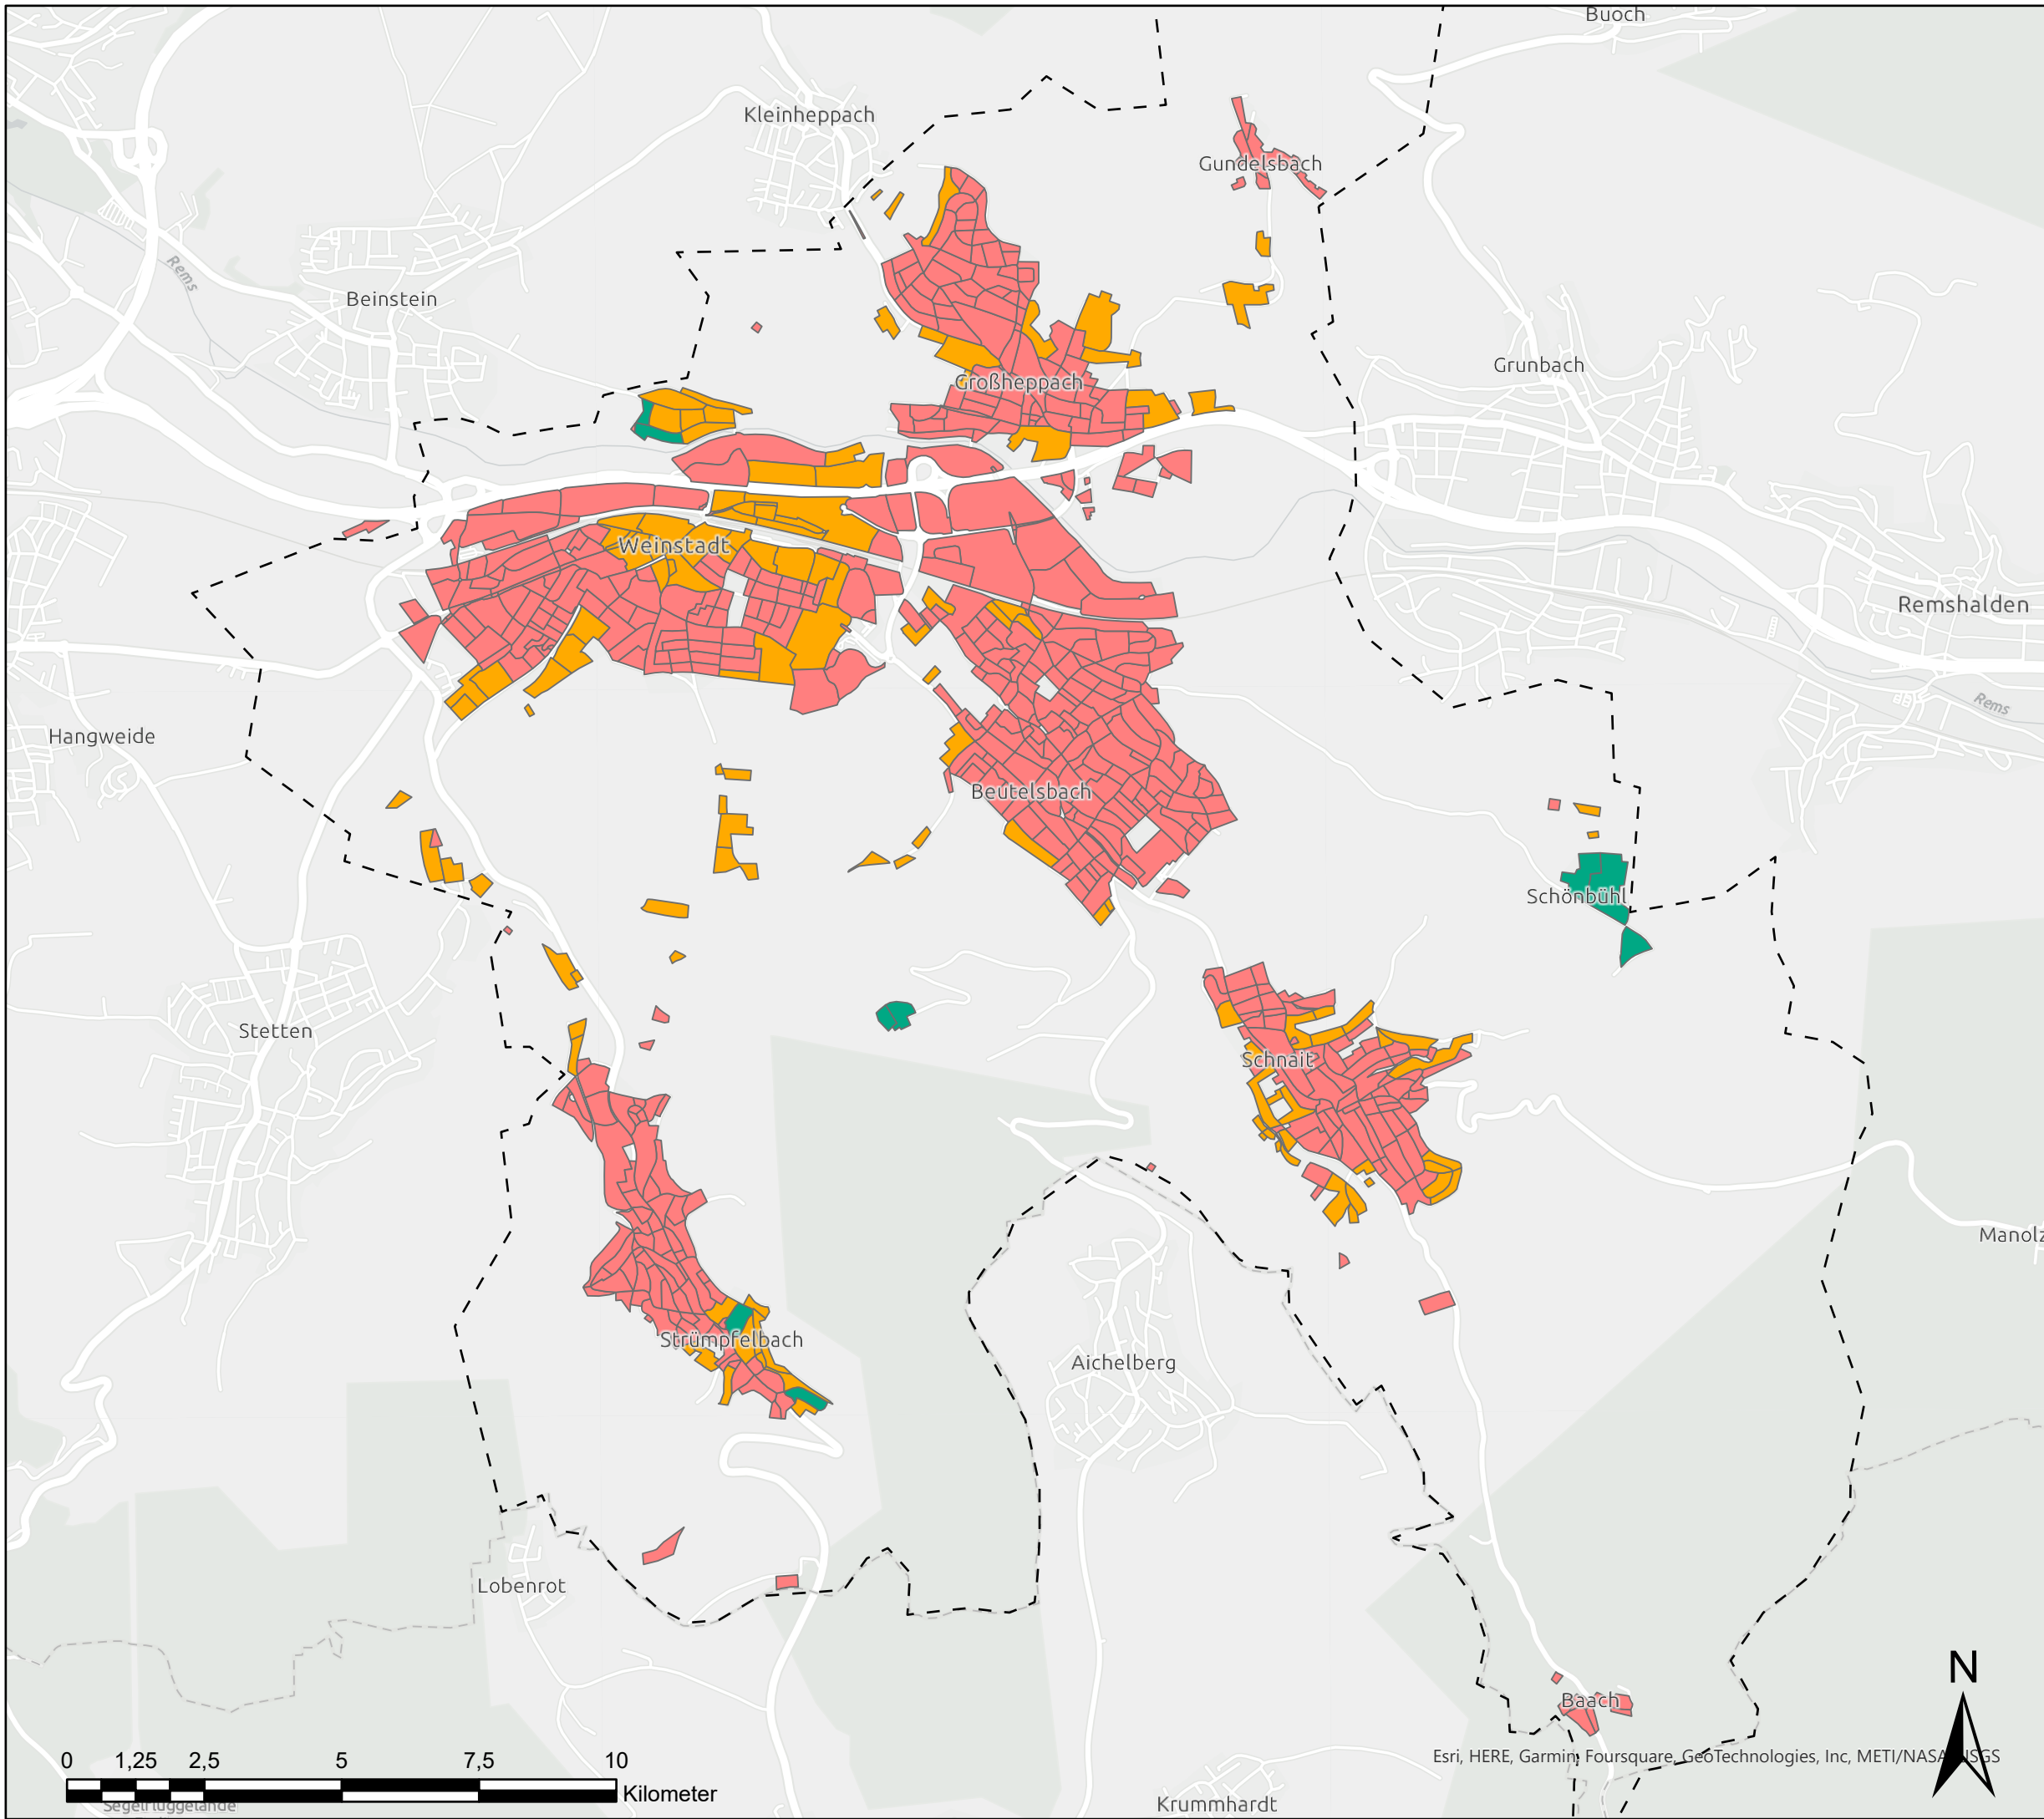 Buoch
Kleinheppach
Gundelsbach
Rems
Beinstein
Grunbach
Großheppach
Weinstadt
Remshalden
Rems
Hangweide
Beutelsbach
Schönbühl
Stetten
Schnait
Manolz
Strümpfelbach
Aichelberg
Lobenrot
N
Baach
Esri, HERE, Garmin, Foursquare, GeoTechnologies, Inc, METI/NASA, USGS
0 1,25 2,5 5 7,5 10
Kilometer
Segelfluggelände
Krummhardt